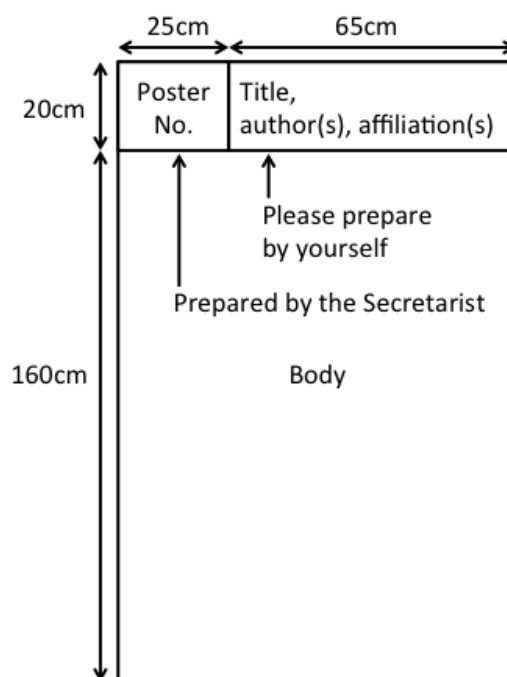 25cm
65cm
20cm
Poster
No.
Title,
author(s), affiliation(s)
Please prepare
by yourself
Prepared by the Secretarist
160cm
Body